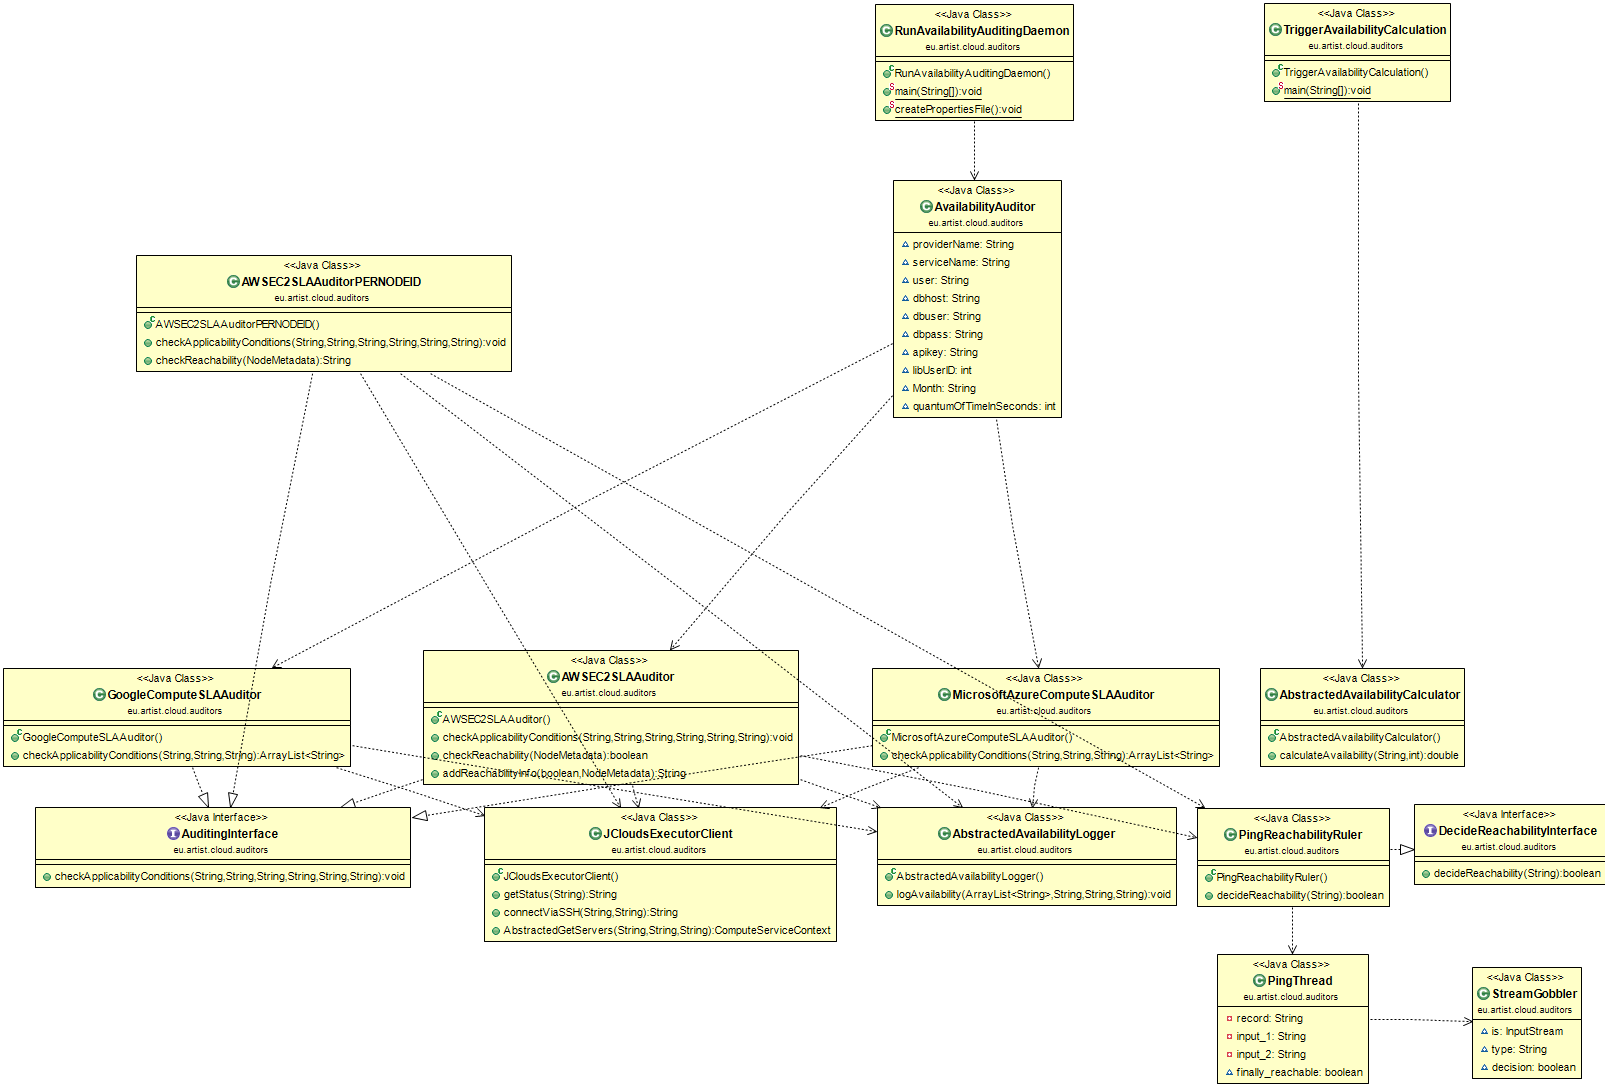 <<Java Class>>
RunAvailabilityAuditingDaemon
eu.artist.cloud.auditors
RunAvailabilityAuditingDaemon()
main(String[]):void
createPropertiesFile():void
<<Java Class>>
TriggerAvailabilityCalculation
eu.artist.cloud.auditors
TriggerAvailabilityCalculation()
main(String[]):void
<<Java Class>>
AvailabilityAuditor
eu.artist.cloud.auditors
providerName: String
serviceName: String
user: String
dbhost: String
dbuser: String
dbpass: String
apikey: String
libUserID: int
Month: String
quantumOfTimeInSeconds: int
<<Java Class>>
AWSEC2SLAAuditorPERNODEID
eu.artist.cloud.auditors
AWSEC2SLAAuditorPERNODEID()
checkApplicabilityConditions(String,String,String,String,String,String):void
checkReachability(NodeMetadata):String
<<Java Class>>
GoogleComputeSLAAuditor
eu.artist.cloud.auditors
GoogleComputeSLAAuditor()
checkApplicabilityConditions(String,String,String):ArrayList<String>
<<Java Class>>
AWSEC2SLAAuditor
eu.artist.cloud.auditors
AWSEC2SLAAuditor()
checkApplicabilityConditions(String,String,String,String,String,String):void
checkReachability(NodeMetadata):boolean
addReachabilityInfo(boolean,NodeMetadata):String
<<Java Class>>
MicrosoftAzureComputeSLAAuditor
eu.artist.cloud.auditors
MicrosoftAzureComputeSLAAuditor()
checkApplicabilityConditions(String,String,String):ArrayList<String>
<<Java Class>>
AbstractedAvailabilityCalculator
eu.artist.cloud.auditors
AbstractedAvailabilityCalculator()
calculateAvailability(String,int):double
<<Java Interface>>
AuditingInterface
eu.artist.cloud.auditors
checkApplicabilityConditions(String,String,String,String,String,String):void
<<Java Class>>
JCloudsExecutorClient
eu.artist.cloud.auditors
JCloudsExecutorClient()
getStatus(String):String
connectViaSSH(String,String):String
AbstractedGetServers(String,String,String):ComputeServiceContext
<<Java Class>>
AbstractedAvailabilityLogger
eu.artist.cloud.auditors
AbstractedAvailabilityLogger()
logAvailability(ArrayList<String>,String,String,String):void
<<Java Class>>
PingReachabilityRuler
eu.artist.cloud.auditors
PingReachabilityRuler()
decideReachability(String):boolean
<<Java Interface>>
DecideReachabilityInterface
eu.artist.cloud.auditors
decideReachability(String):boolean
<<Java Class>>
PingThread
eu.artist.cloud.auditors
record: String
input_1: String
input_2: String
finally_reachable: boolean
<<Java Class>>
StreamGobbler
eu.artist.cloud.auditors
is: InputStream
type: String
decision: boolean